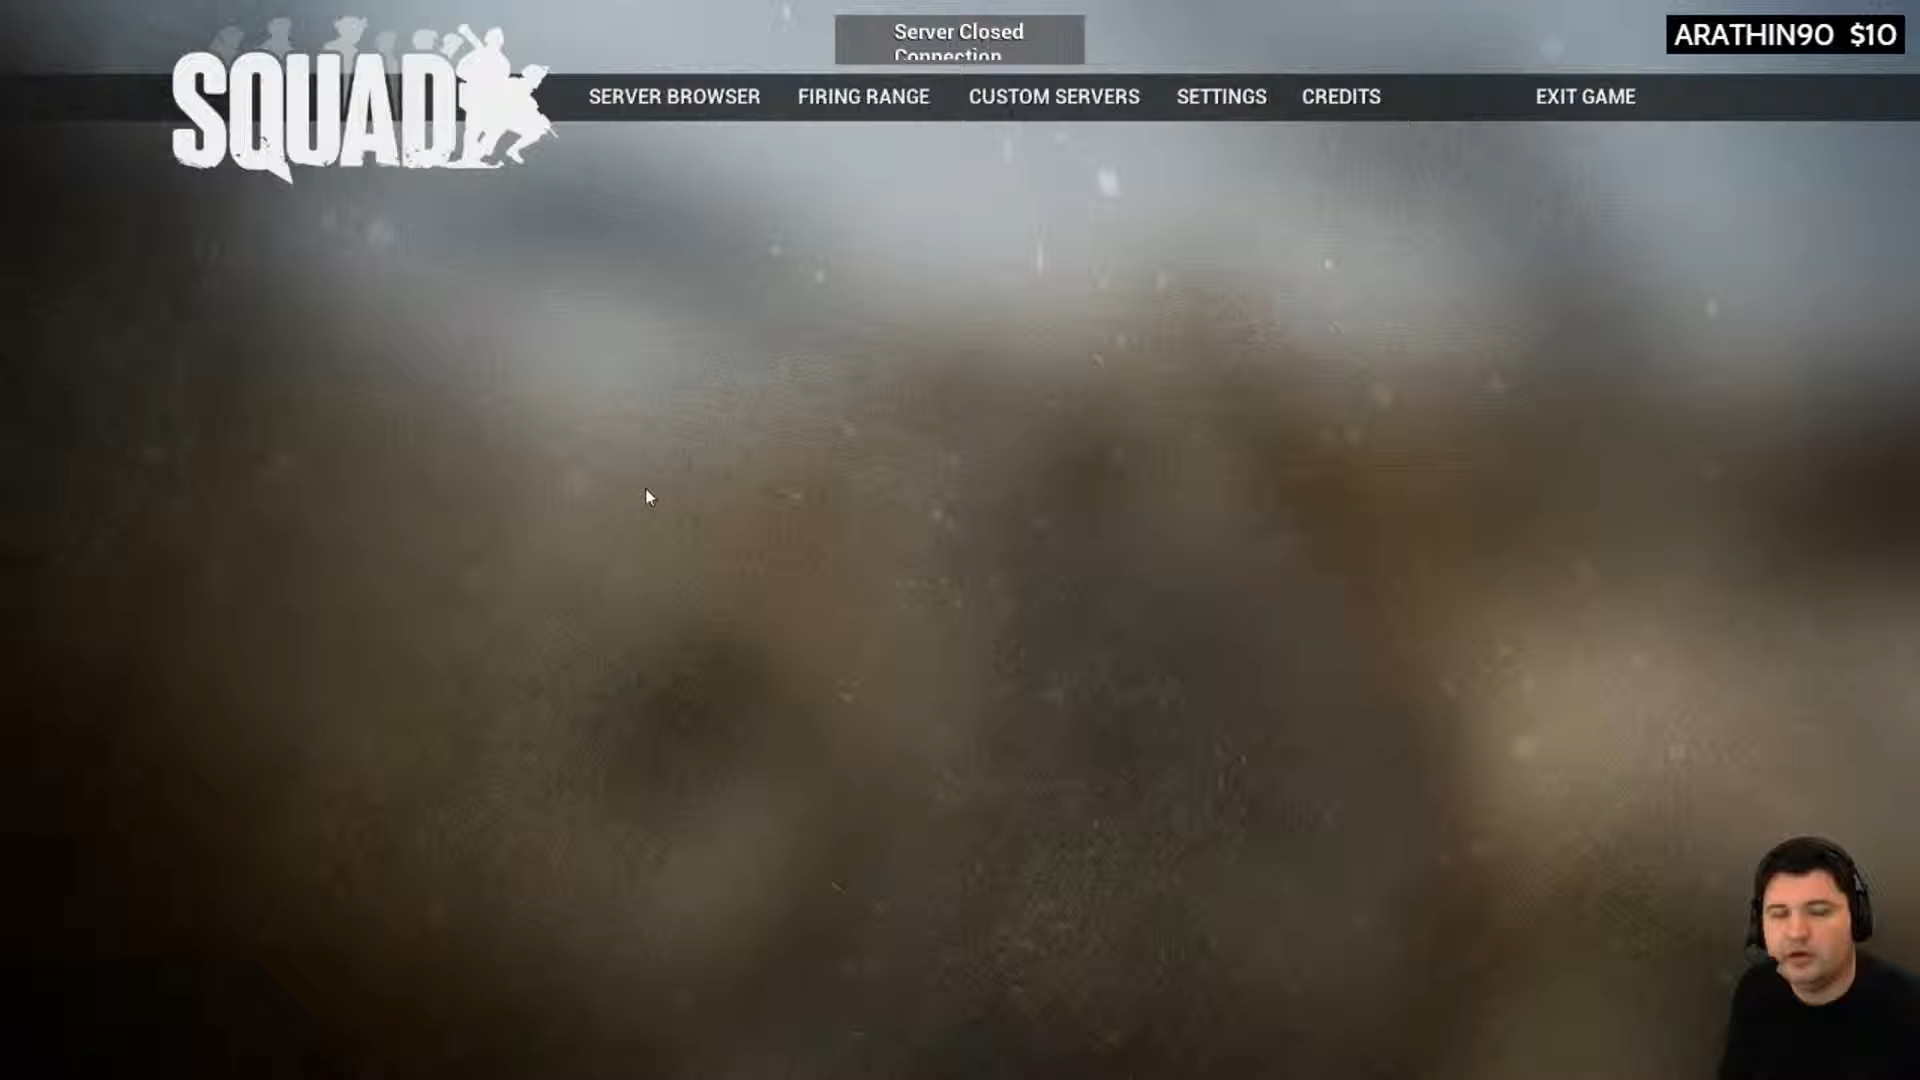 Server Closed
Connection
ARATHIN90 $10
SQUAD
SERVER BROWSER FIRING RANGE CUSTOM SERVERS SETTINGS CREDITS EXIT GAME